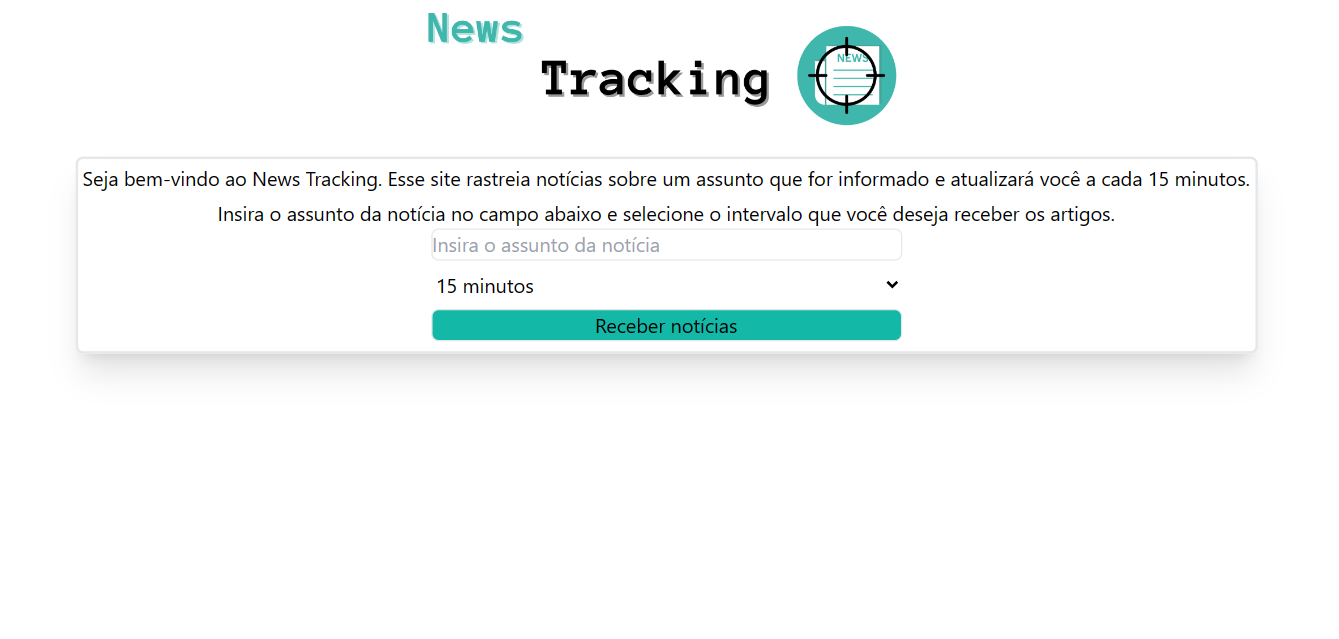 News
Tracking
NEWS
Seja bem-vindo ao News Tracking. Esse site rastreia notícias sobre um assunto que for informado e atualizará você a cada 15 minutos.
Insira o assunto da notícia no campo abaixo e selecione o intervalo que você deseja receber os artigos.
Insira o assunto da notícia
15 minutos
Receber notícias